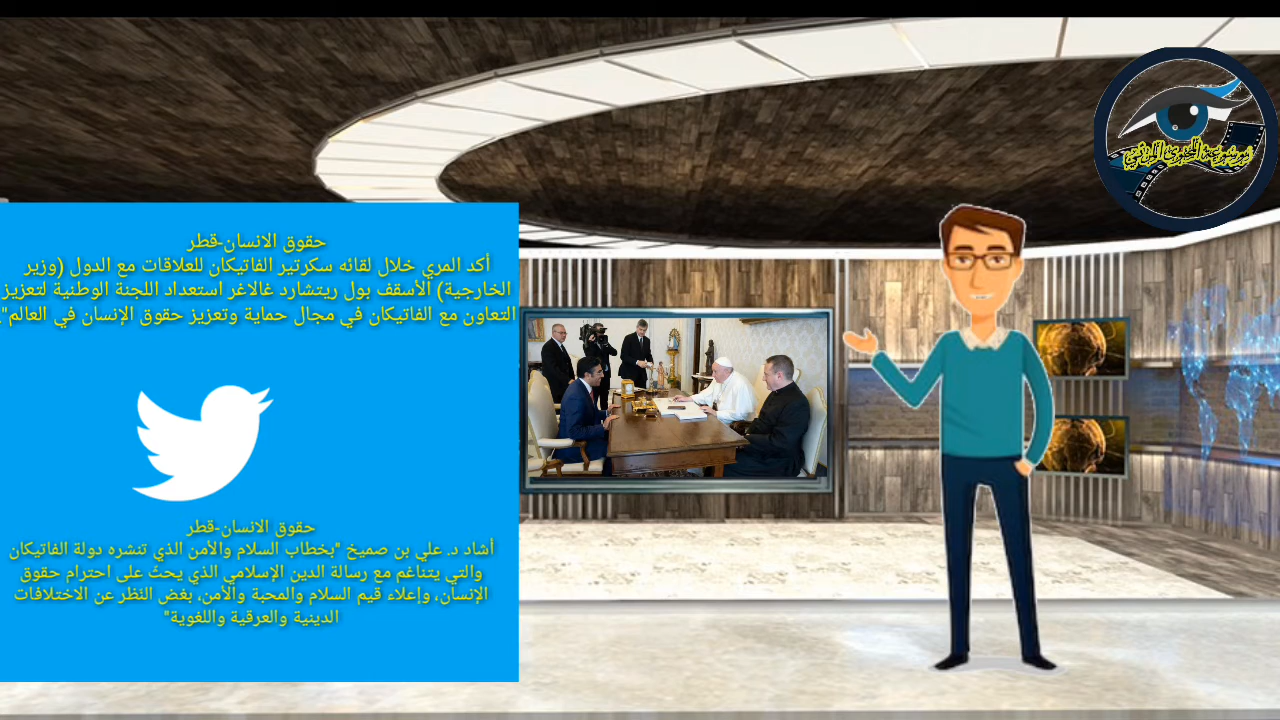 حقوق الانسان-قطر
أكد المري خلال لقائه سكرتير الفاتيكان للعلاقات مع الدول (وزير
الخارجية) الأسقف بول ريتشارد غالاغر استعداد اللجنة الوطنية لتعزيز
التعاون مع الفاتيكان في مجال حماية وتعزيز حقوق الإنسان في العالم"
حقوق الانسان-قطر
أشاد د. علي بن صميخ "بخطاب السلام والأمن الذي تنشره دولة الفاتيكان
والتي يتناغم مع رسالة الدين الإسلامي الذي يحثّ على احترام حقوق
الإنسان، وإعلاء قيم السلام والمحبة والأمن، بغض النظر عن الاختلافات
الدينية والعرقية واللغوية"